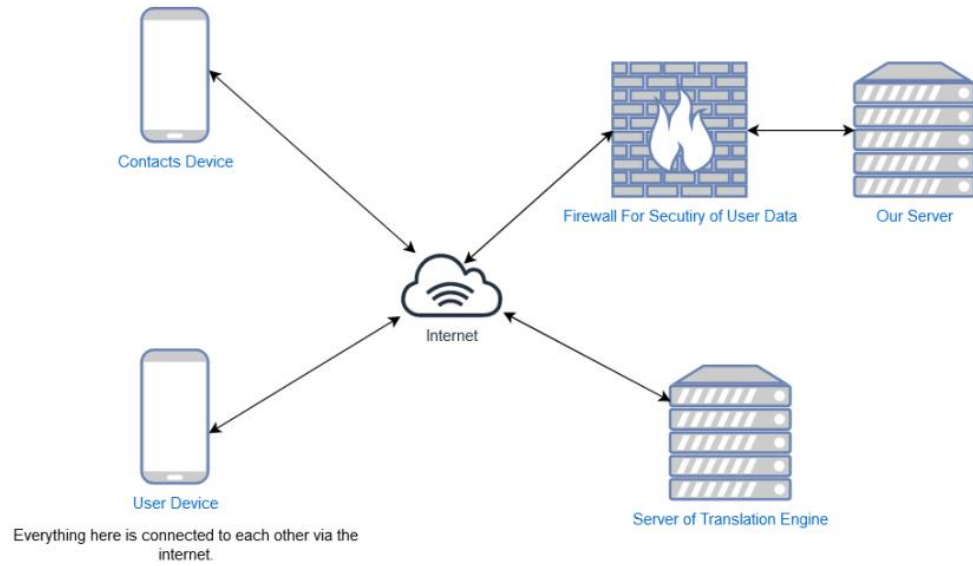 Contacts Device
Firewall For Secutiry of User Data
Our Server
Internet
User Device
Server of Translation Engine
Everything here is connected to each other via the
internet.